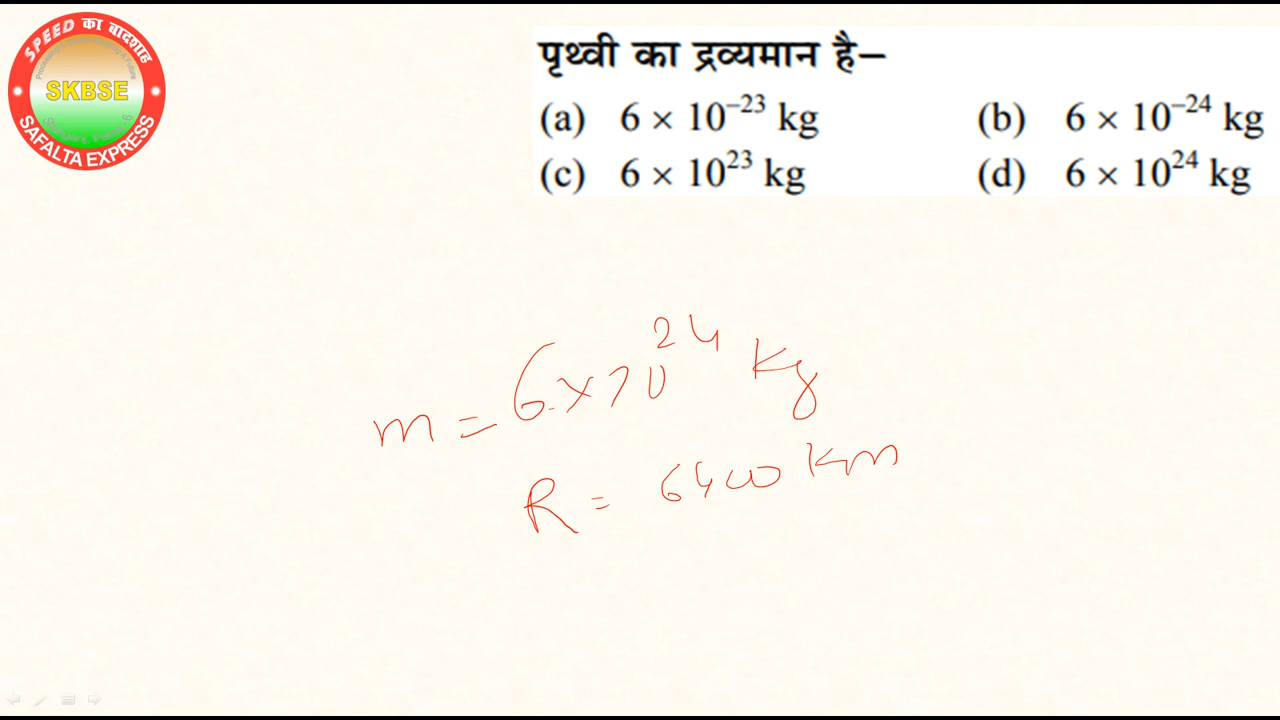 SPEED का बादशाह
SKBSE
SAFALTA EXPRESS
पृथ्वी का द्रव्यमान है–
(a) 6 × 10⁻²³ kg (b) 6 × 10⁻²⁴ kg
(c) 6 × 10²³ kg (d) 6 × 10²⁴ kg
m = 6 × 10²⁴ Kg
R = 6400 Km